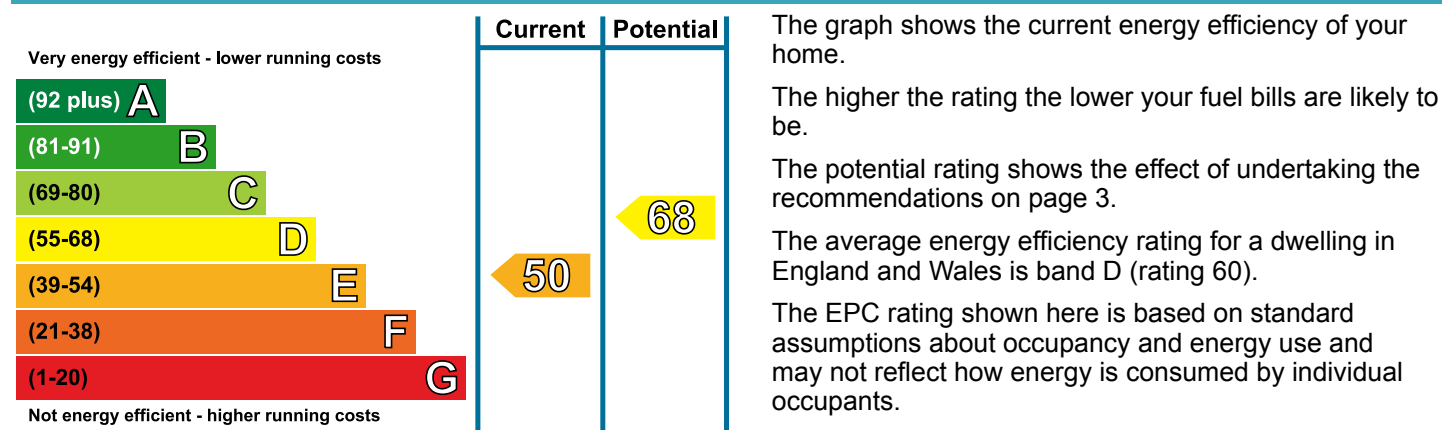 Current Potential
Very energy efficient - lower running costs
(92 plus) A
(81-91) B
(69-80) C
(55-68) D
(39-54) E
(21-38) F
(1-20) G
Not energy efficient - higher running costs
50
68
The graph shows the current energy efficiency of your
home.
The higher the rating the lower your fuel bills are likely to
be.
The potential rating shows the effect of undertaking the
recommendations on page 3.
The average energy efficiency rating for a dwelling in
England and Wales is band D (rating 60).
The EPC rating shown here is based on standard
assumptions about occupancy and energy use and
may not reflect how energy is consumed by individual
occupants.